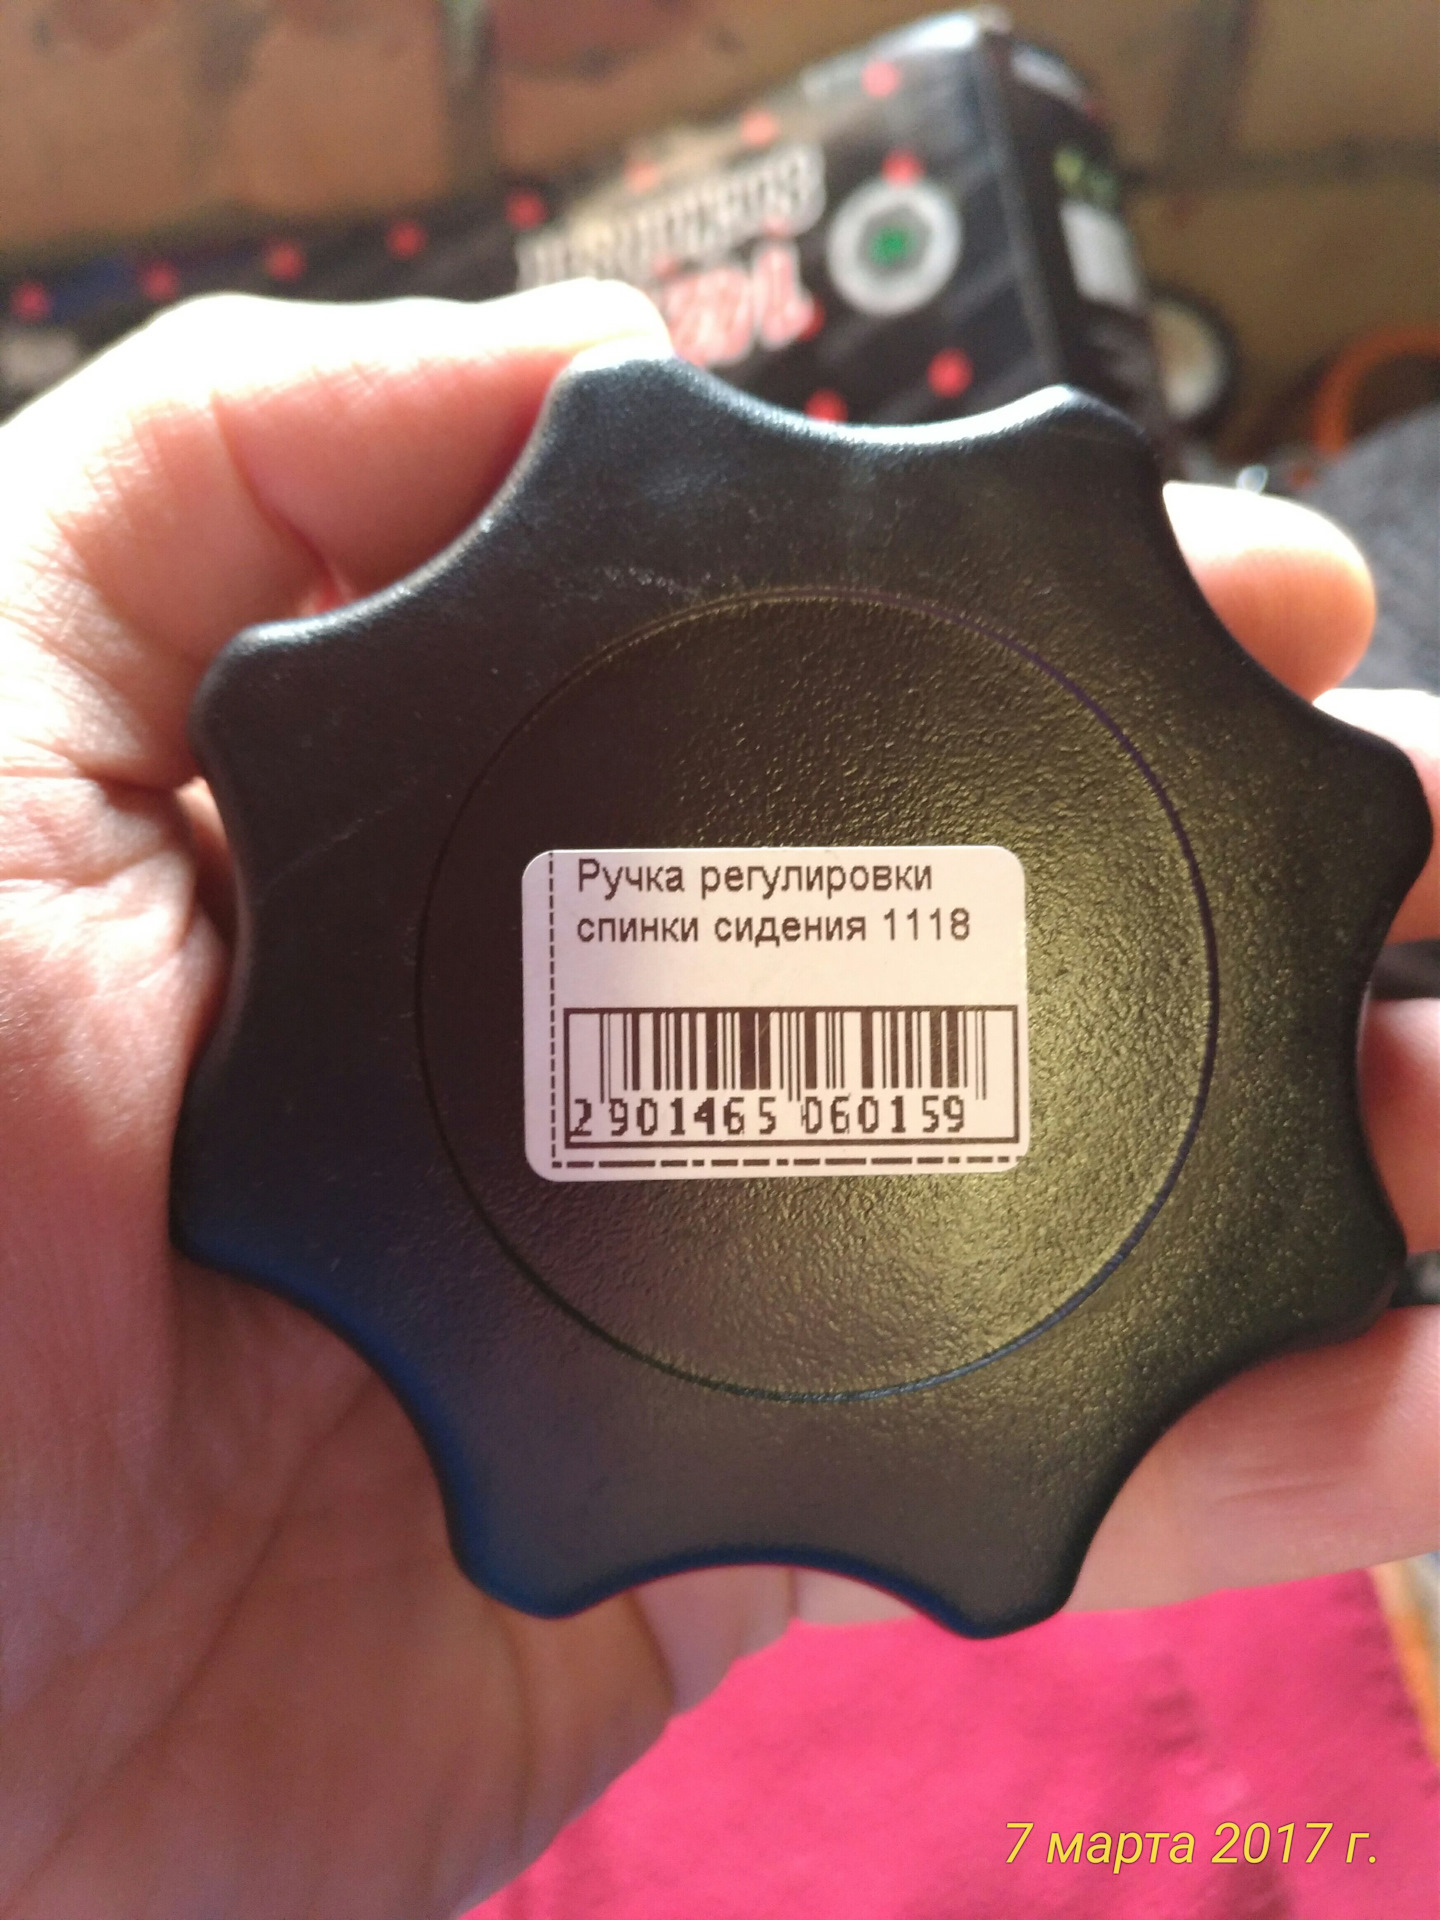 Ручка регулировки
спинки сидения 1118
2 901465 060159
7 марта 2017 г.